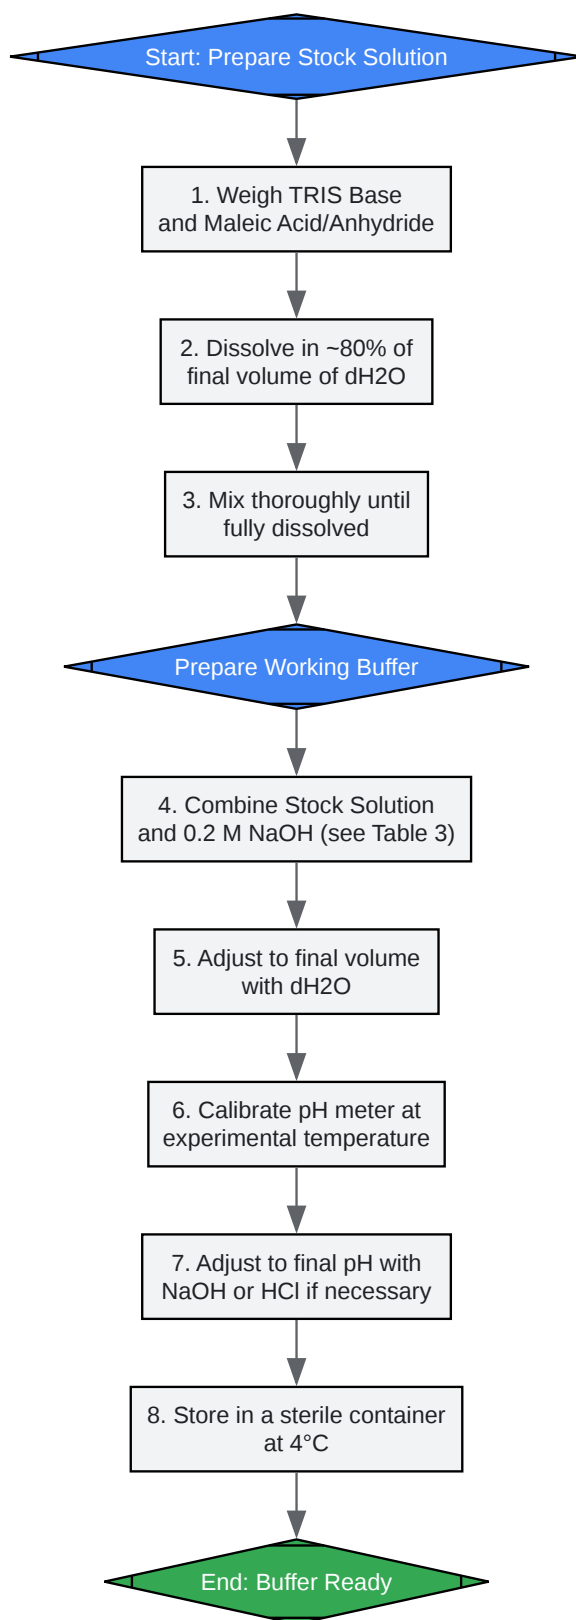 Start: Prepare Stock Solution
1. Weigh TRIS Base
and Maleic Acid/Anhydride
2. Dissolve in ~80% of
final volume of dH2O
3. Mix thoroughly until
fully dissolved
Prepare Working Buffer
4. Combine Stock Solution
and 0.2 M NaOH (see Table 3)
5. Adjust to final volume
with dH2O
6. Calibrate pH meter at
experimental temperature
7. Adjust to final pH with
NaOH or HCl if necessary
8. Store in a sterile container
at 4°C
End: Buffer Ready